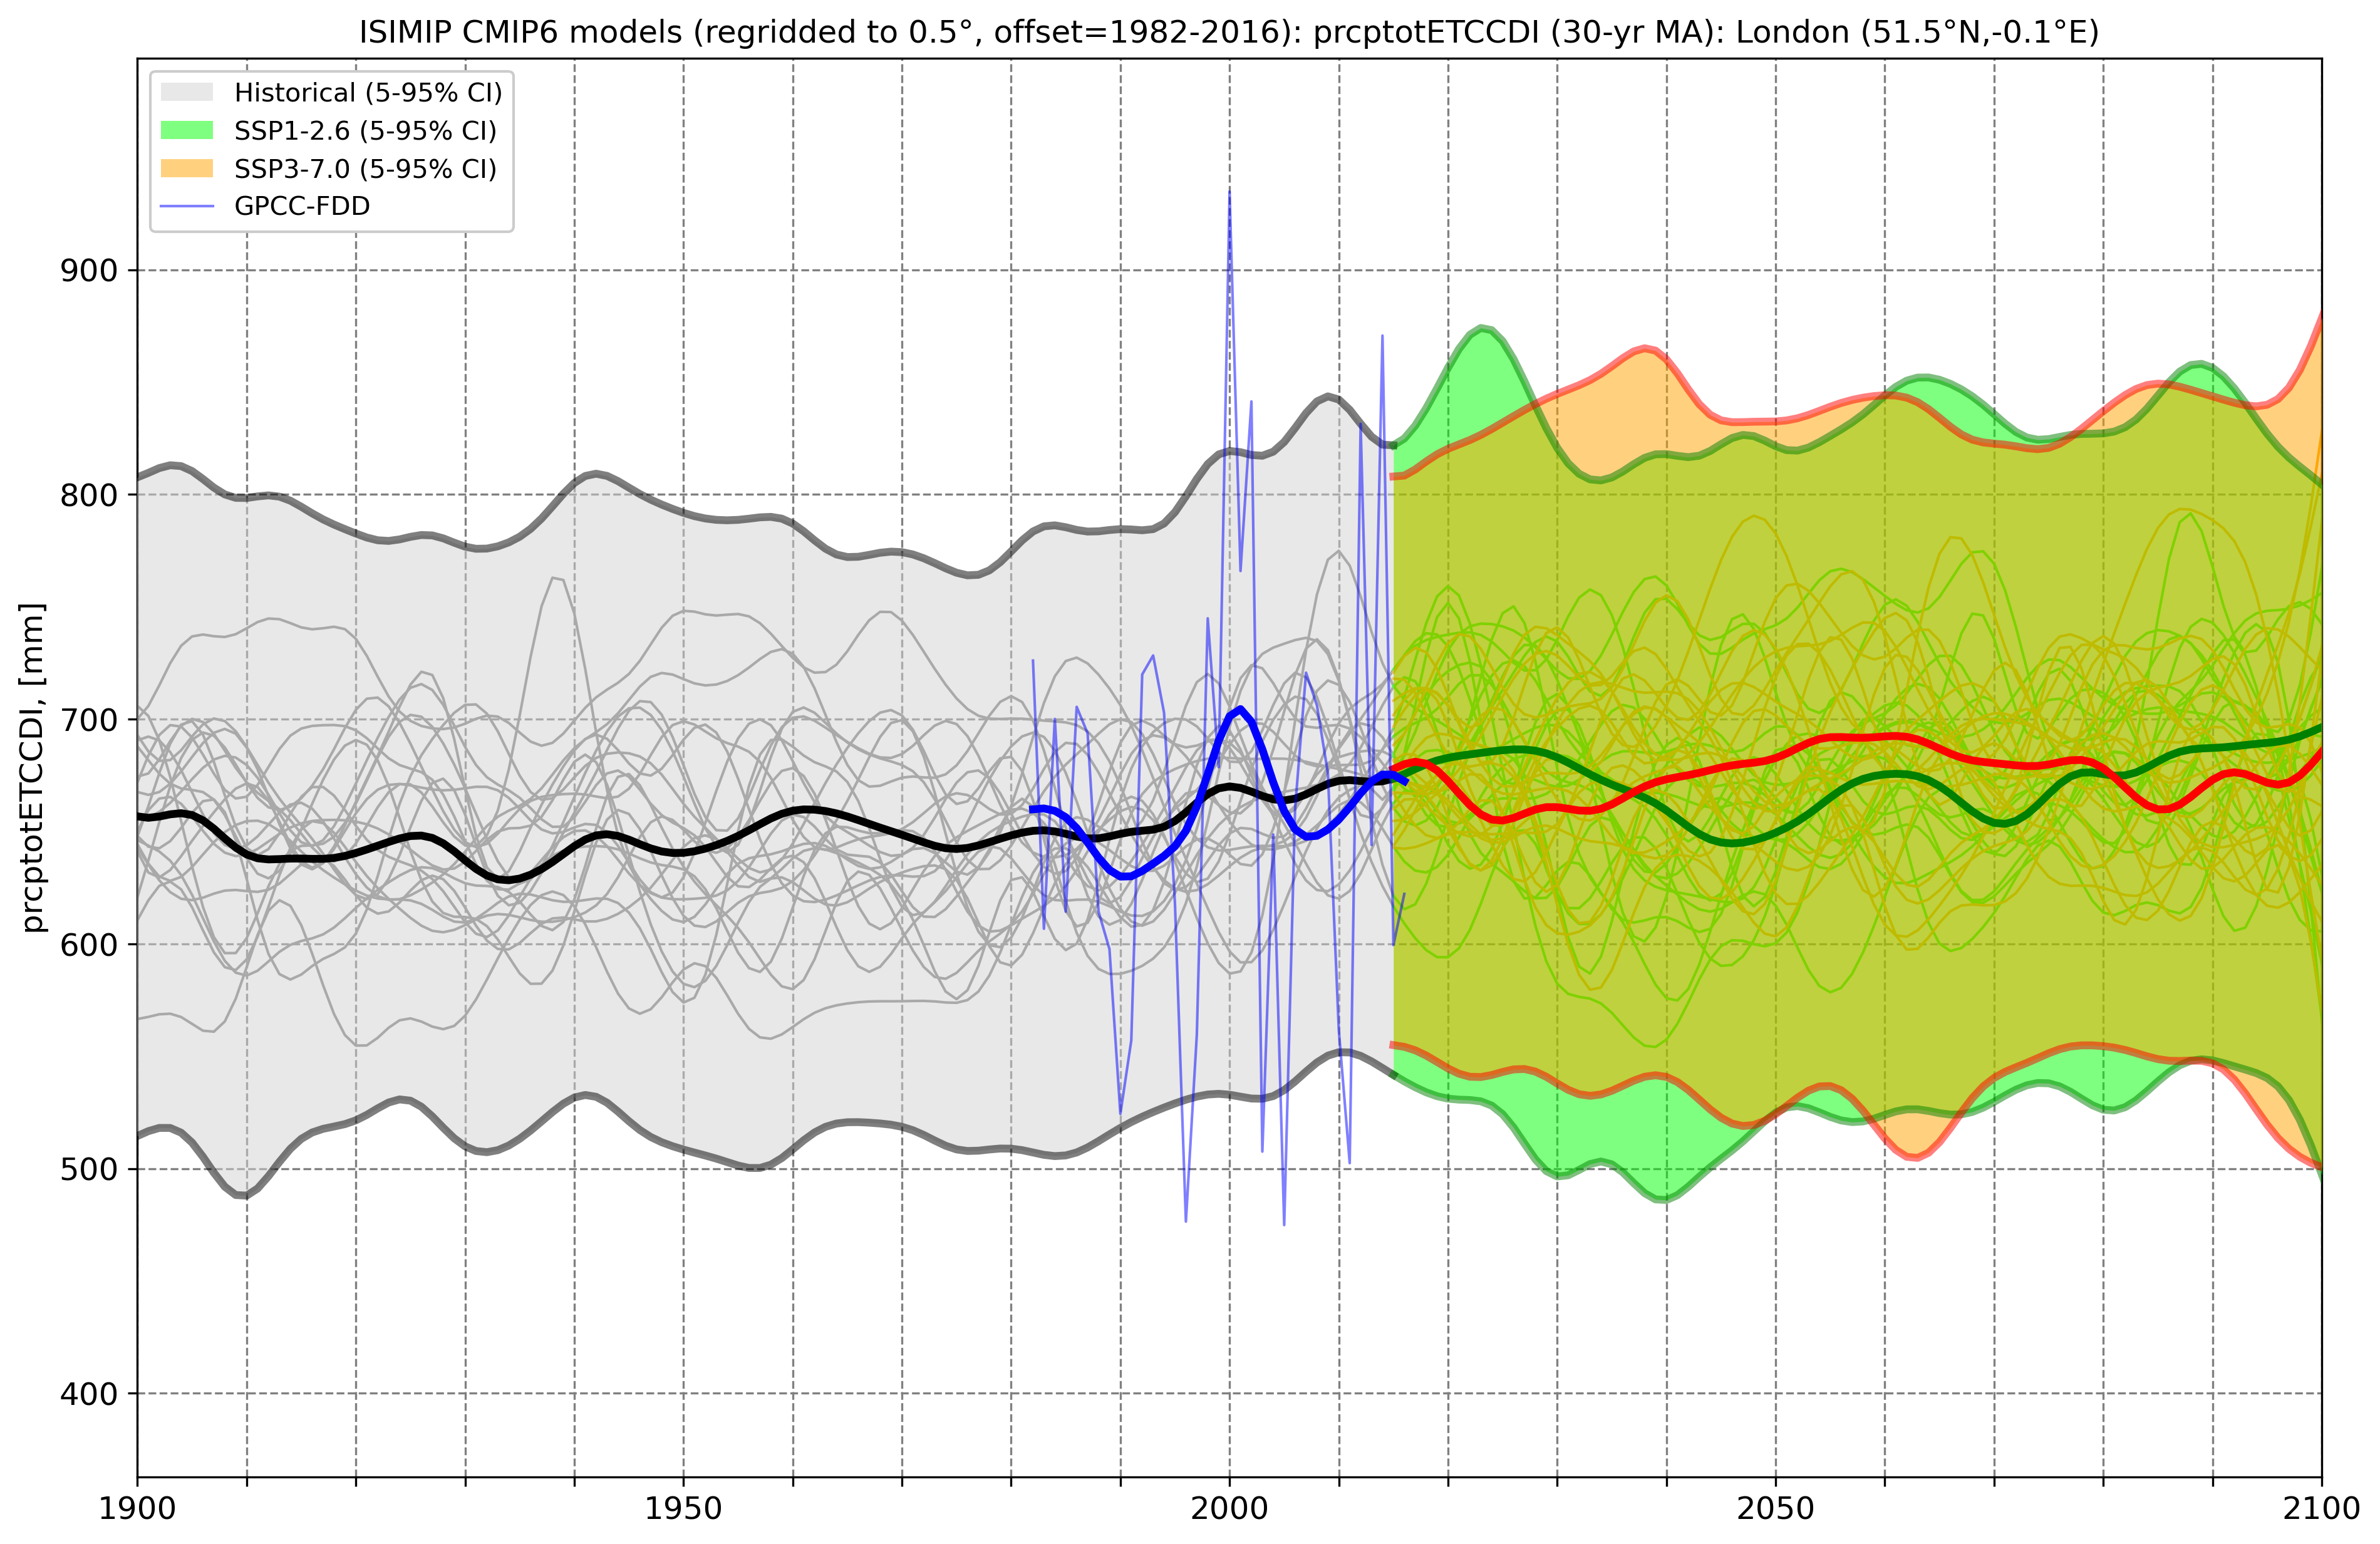 ISIMIP CMIP6 models (regridded to 0.5°, offset=1982-2016): prcptotETCCDI (30-yr MA): London (51.5°N,-0.1°E)
Historical (5-95% CI)
SSP1-2.6 (5-95% CI)
SSP3-7.0 (5-95% CI)
GPCC-FDD
prcptotETCCDI, [mm]
900
800
700
600
500
400
1900 1950 2000 2050 2100